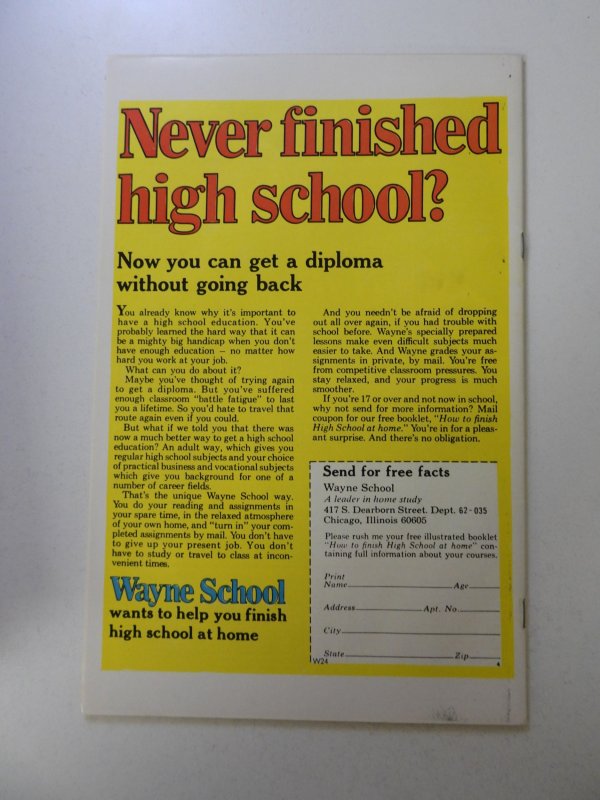 Never finished
high school?
Now you can get a diploma
without going back
You already know why it's important to
have a high school education. You've
probably learned the hard way that it can
be a mighty big handicap when you don't
have enough education – no matter how
hard you work at your job.
What can you do about it?
Maybe you've thought of trying again
to get a diploma. But you've suffered
enough classroom "battle fatigue" to last
you a lifetime. So you'd hate to travel that
route again even if you could.
But what if we told you that there was
now a much better way to get a high school
education? An adult way, which gives you
regular high school subjects and your choice
of practical business and vocational subjects
which give you background for one of a
number of career fields.
That's the unique Wayne School way.
You do your reading and assignments in
your spare time, in the relaxed atmosphere
of your own home, and "turn in" your com-
pleted assignments by mail. You don't have
to give up your present job. You don't
have to study or travel to class at incon-
venient times.
Wayne School
wants to help you finish
high school at home
And you needn't be afraid of dropping
out all over again, if you had trouble with
school before. Wayne's specially prepared
lessons make even difficult subjects much
easier to take. And Wayne grades your as-
signments in private, by mail. You're free
from competitive classroom pressures. You
stay relaxed, and your progress is much
smoother.
If you're 17 or over and not now in school,
why not send for more information? Mail
coupon for our free booklet, "How to finish
High School at home." You're in for a pleas-
ant surprise. And there's no obligation.
Send for free facts
Wayne School
A leader in home study
417 S. Dearborn Street. Dept. 62-035
Chicago, Illinois 60605
Please rush me your free illustrated booklet
"How to finish High School at home" con-
taining full information about your courses.
Print
Name Age
Address Apt. No.
City
State Zip
W24 4